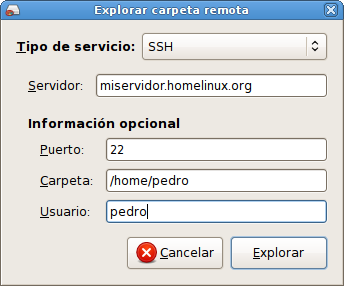 Explorar carpeta remota
Tipo de servicio: SSH
Servidor: miservidor.homelinux.org
Información opcional
Puerto: 22
Carpeta: /home/pedro
Usuario: pedro
Cancelar Explorar